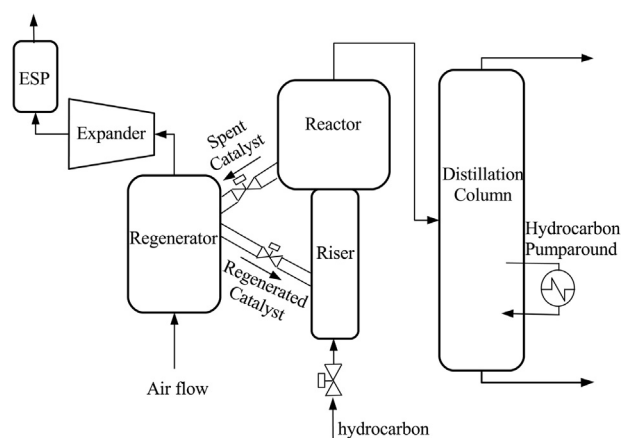 ESP
Expander
Reactor
Spent
Catalyst
Distillation
Column
Regenerator
Riser
Hydrocarbon
Pumparound
Regenerated
Catalyst
Air flow
hydrocarbon